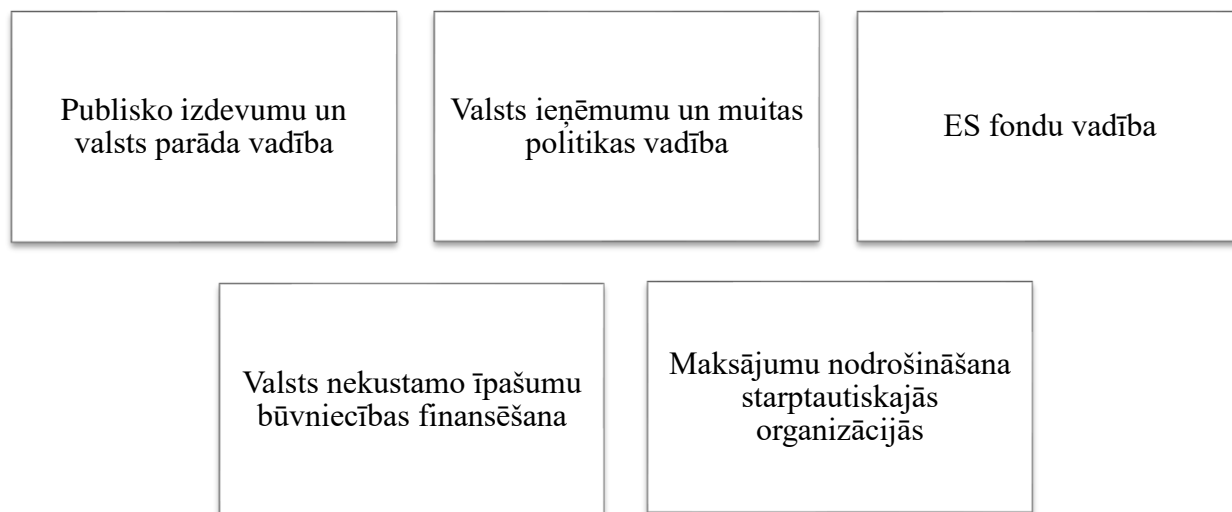 Publisko izdevumu un
valsts parāda vadība
Valsts ieņēmumu un muitas
politikas vadība
ES fondu vadība
Valsts nekustamo īpašumu
būvniecības finansēšana
Maksājumu nodrošināšana
starptautiskajās
organizācijās